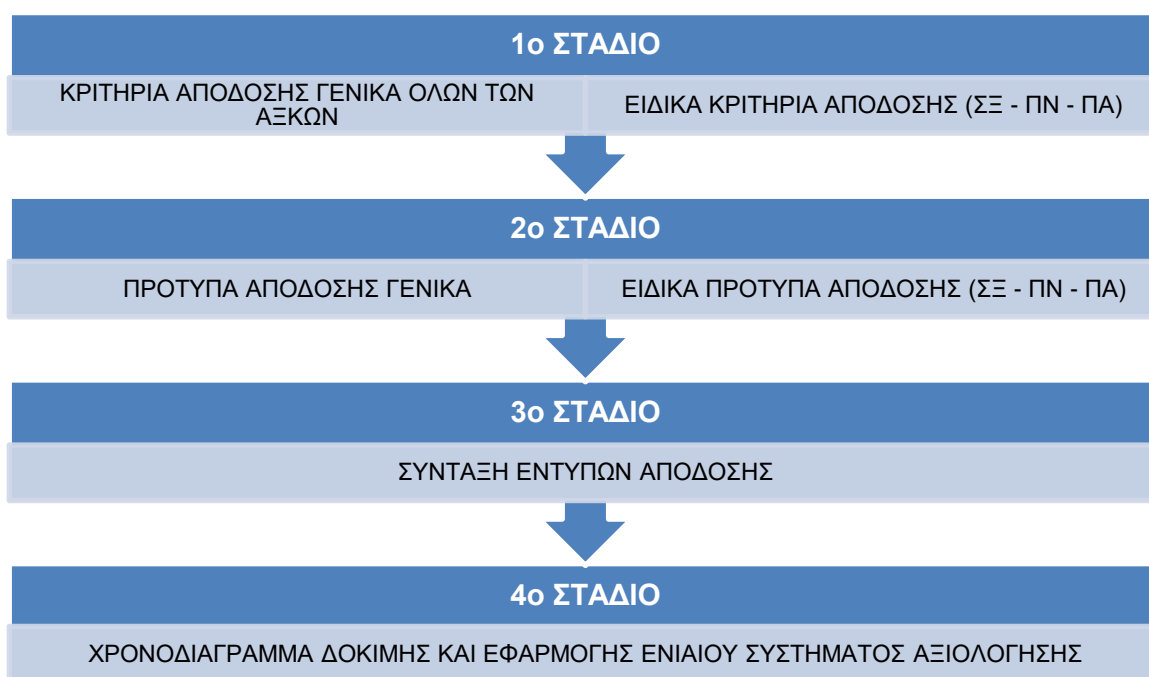 1ο ΣΤΑΔΙΟ
ΚΡΙΤΗΡΙΑ ΑΠΟΔΟΣΗΣ ΓΕΝΙΚΑ ΟΛΩΝ ΤΩΝ
ΑΞΚΩΝ
ΕΙΔΙΚΑ ΚΡΙΤΗΡΙΑ ΑΠΟΔΟΣΗΣ (ΣΞ - ΠΝ - ΠΑ)
2ο ΣΤΑΔΙΟ
ΠΡΟΤΥΠΑ ΑΠΟΔΟΣΗΣ ΓΕΝΙΚΑ
ΕΙΔΙΚΑ ΠΡΟΤΥΠΑ ΑΠΟΔΟΣΗΣ (ΣΞ - ΠΝ - ΠΑ)
3ο ΣΤΑΔΙΟ
ΣΥΝΤΑΞΗ ΕΝΤΥΠΩΝ ΑΠΟΔΟΣΗΣ
4ο ΣΤΑΔΙΟ
ΧΡΟΝΟΔΙΑΓΡΑΜΜΑ ΔΟΚΙΜΗΣ ΚΑΙ ΕΦΑΡΜΟΓΗΣ ΕΝΙΑΙΟΥ ΣΥΣΤΗΜΑΤΟΣ ΑΞΙΟΛΟΓΗΣΗΣ